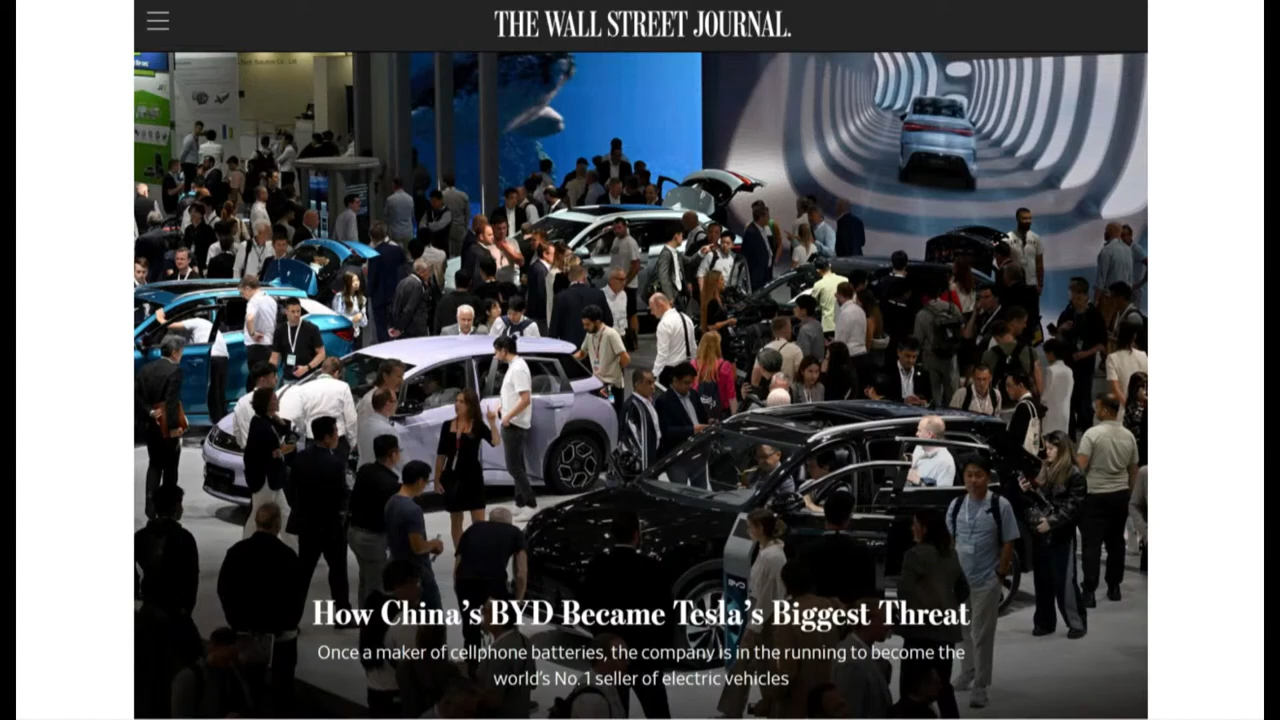 THE WALL STREET JOURNAL.
BYD
How China's BYD Became Tesla's Biggest Threat
Once a maker of cellphone batteries, the company is in the running to become the
world's No. 1 seller of electric vehicles